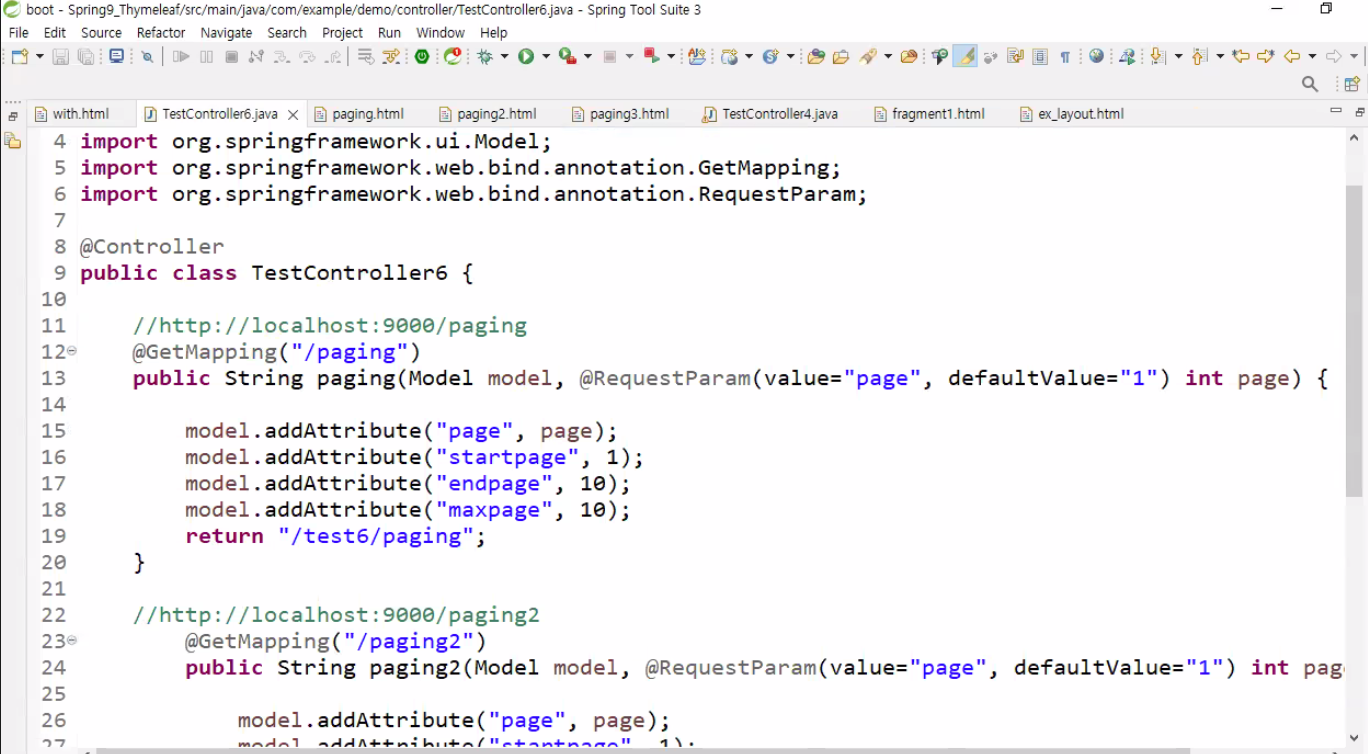 boot - Spring9_Thymeleaf/src/main/java/com/example/demo/controller/TestController6.java - Spring Tool Suite 3
File Edit Source Refactor Navigate Search Project Run Window Help
with.html TestController6.java paging.html paging2.html paging3.html TestController4.java fragment1.html ex_layout.html
4 import org.springframework.ui.Model;
5 import org.springframework.web.bind.annotation.GetMapping;
6 import org.springframework.web.bind.annotation.RequestParam;
7
8 @Controller
9 public class TestController6 {
10
11 //http://localhost:9000/paging
12 @GetMapping("/paging")
13 public String paging(Model model, @RequestParam(value="page", defaultValue="1") int page) {
14
15 model.addAttribute("page", page);
16 model.addAttribute("startpage", 1);
17 model.addAttribute("endpage", 10);
18 model.addAttribute("maxpage", 10);
19 return "/test6/paging";
20 }
21
22 //http://localhost:9000/paging2
23 @GetMapping("/paging2")
24 public String paging2(Model model, @RequestParam(value="page", defaultValue="1") int pag
25
26 model.addAttribute("page", page);
27 model.addAttribute("startpage", 1);